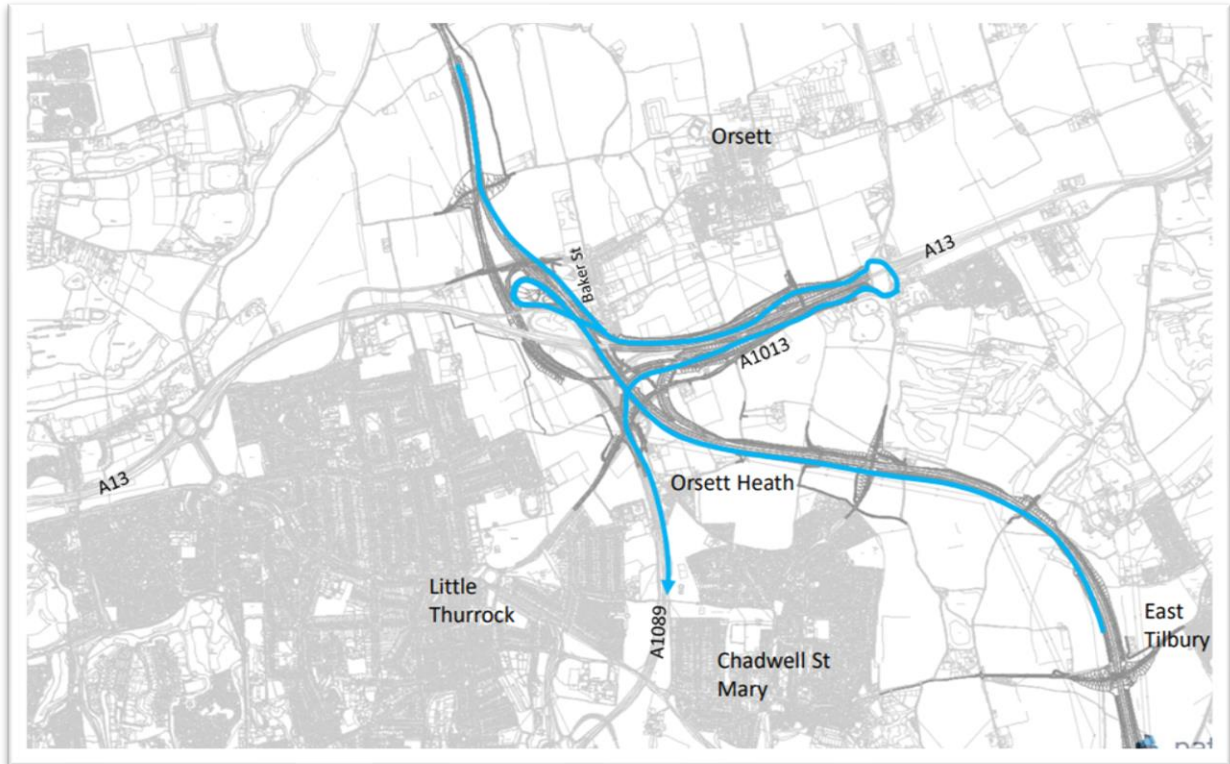 Orsett
Baker St
A13
A1013
Orsett Heath
A13
Little
Thurrock
A1089
East
Tilbury
Chadwell St
Mary